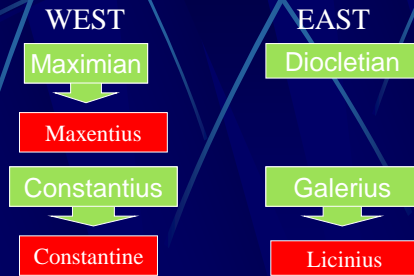 WEST
EAST
Maximian
Diocletian
Maxentius
Constantius
Galerius
Constantine
Licinius